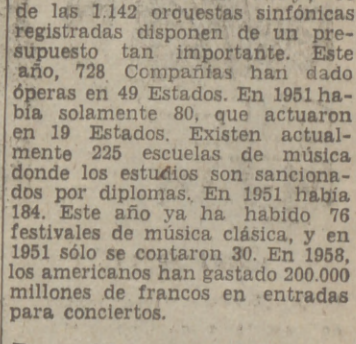 de las 1.142 orquestas sinfónicas
registradas disponen de un pre-
supuesto tan importante. Este
año, 728 Compañías han dado
óperas en 49 Estados. En 1951 ha-
bía solamente 80, que actuaron
en 19 Estados. Existen actual-
mente 225 escuelas de música
donde los estudios son sanciona-
dos por diplomas. En 1951 había
184. Este año ya ha habido 76
festivales de música clásica, y en
1951 sólo se contaron 30. En 1958,
los americanos han gastado 200.000
millones de francos en entradas
para conciertos.